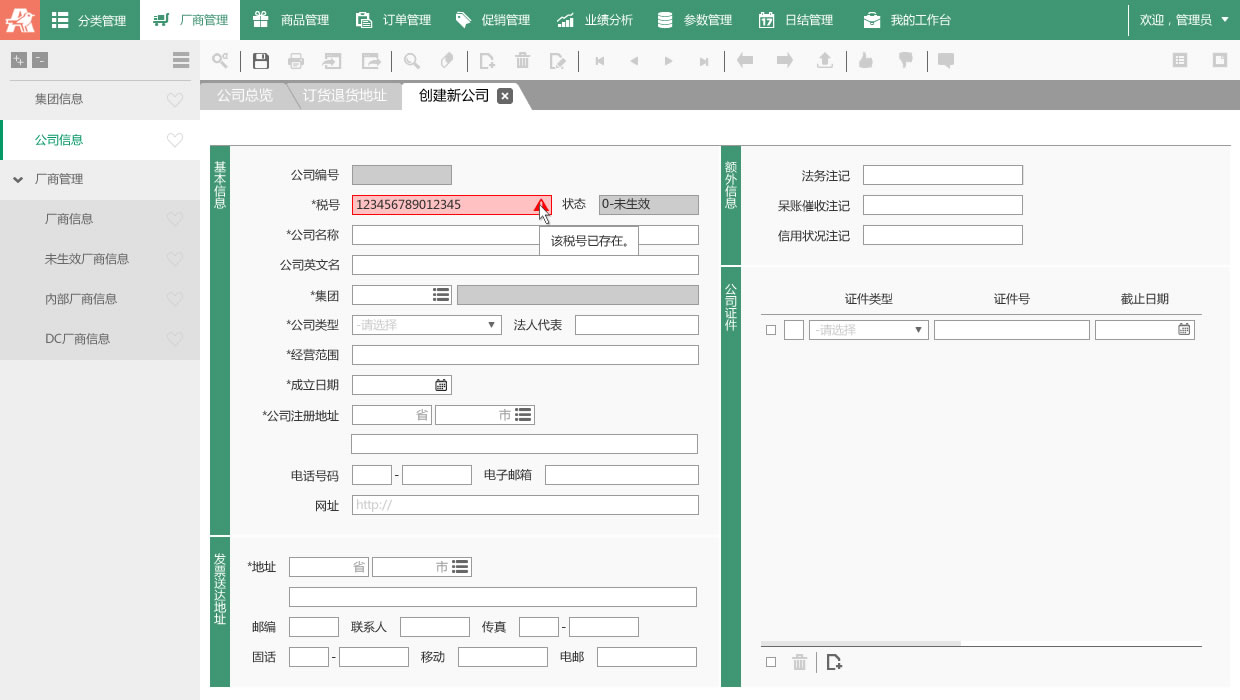 分类管理 厂商管理 商品管理 订单管理 促销管理 业绩分析 参数管理 日结管理 我的工作台 欢迎，管理员
集团信息
公司信息
厂商管理
厂商信息
未生效厂商信息
内部厂商信息
DC厂商信息
公司总览 订货退货地址 创建新公司
基本信息
公司编号
*税号 123456789012345 状态 0-未生效
*公司名称
该税号已存在。
公司英文名
*集团
*公司类型 -请选择 法人代表
*经营范围
*成立日期
*公司注册地址 省 市
电话号码 - 电子邮箱
网址 http://
发票送达地址
*地址 省 市
邮编 联系人 传真 -
固话 - 移动 电邮
额外信息
法务注记
呆账催收注记
信用状况注记
公司证件
证件类型 证件号 截止日期
-请选择